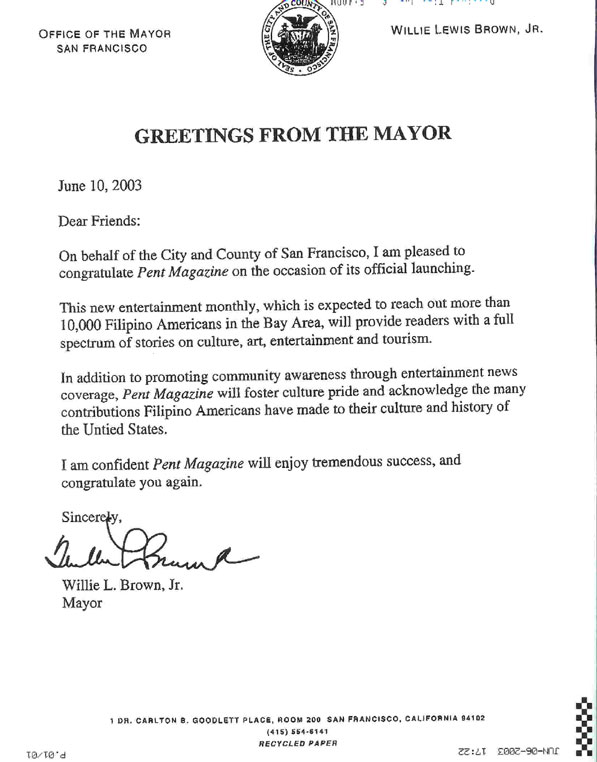 OFFICE OF THE MAYOR
SAN FRANCISCO
SEAL OF THE CITY AND COUNTY OF SAN FRANCISCO
WILLIE LEWIS BROWN, JR.
GREETINGS FROM THE MAYOR
June 10, 2003
Dear Friends:
On behalf of the City and County of San Francisco, I am pleased to
congratulate Pent Magazine on the occasion of its official launching.
This new entertainment monthly, which is expected to reach out more than
10,000 Filipino Americans in the Bay Area, will provide readers with a full
spectrum of stories on culture, art, entertainment and tourism.
In addition to promoting community awareness through entertainment news
coverage, Pent Magazine will foster culture pride and acknowledge the many
contributions Filipino Americans have made to their culture and history of
the Untied States.
I am confident Pent Magazine will enjoy tremendous success, and
congratulate you again.
Sincerely,
Willie L. Brown, Jr.
Mayor
1 DR. CARLTON B. GOODLETT PLACE, ROOM 200 SAN FRANCISCO, CALIFORNIA 94102
(415) 554-6141
RECYCLED PAPER
JUN-06-2003 17:22
P.01/01